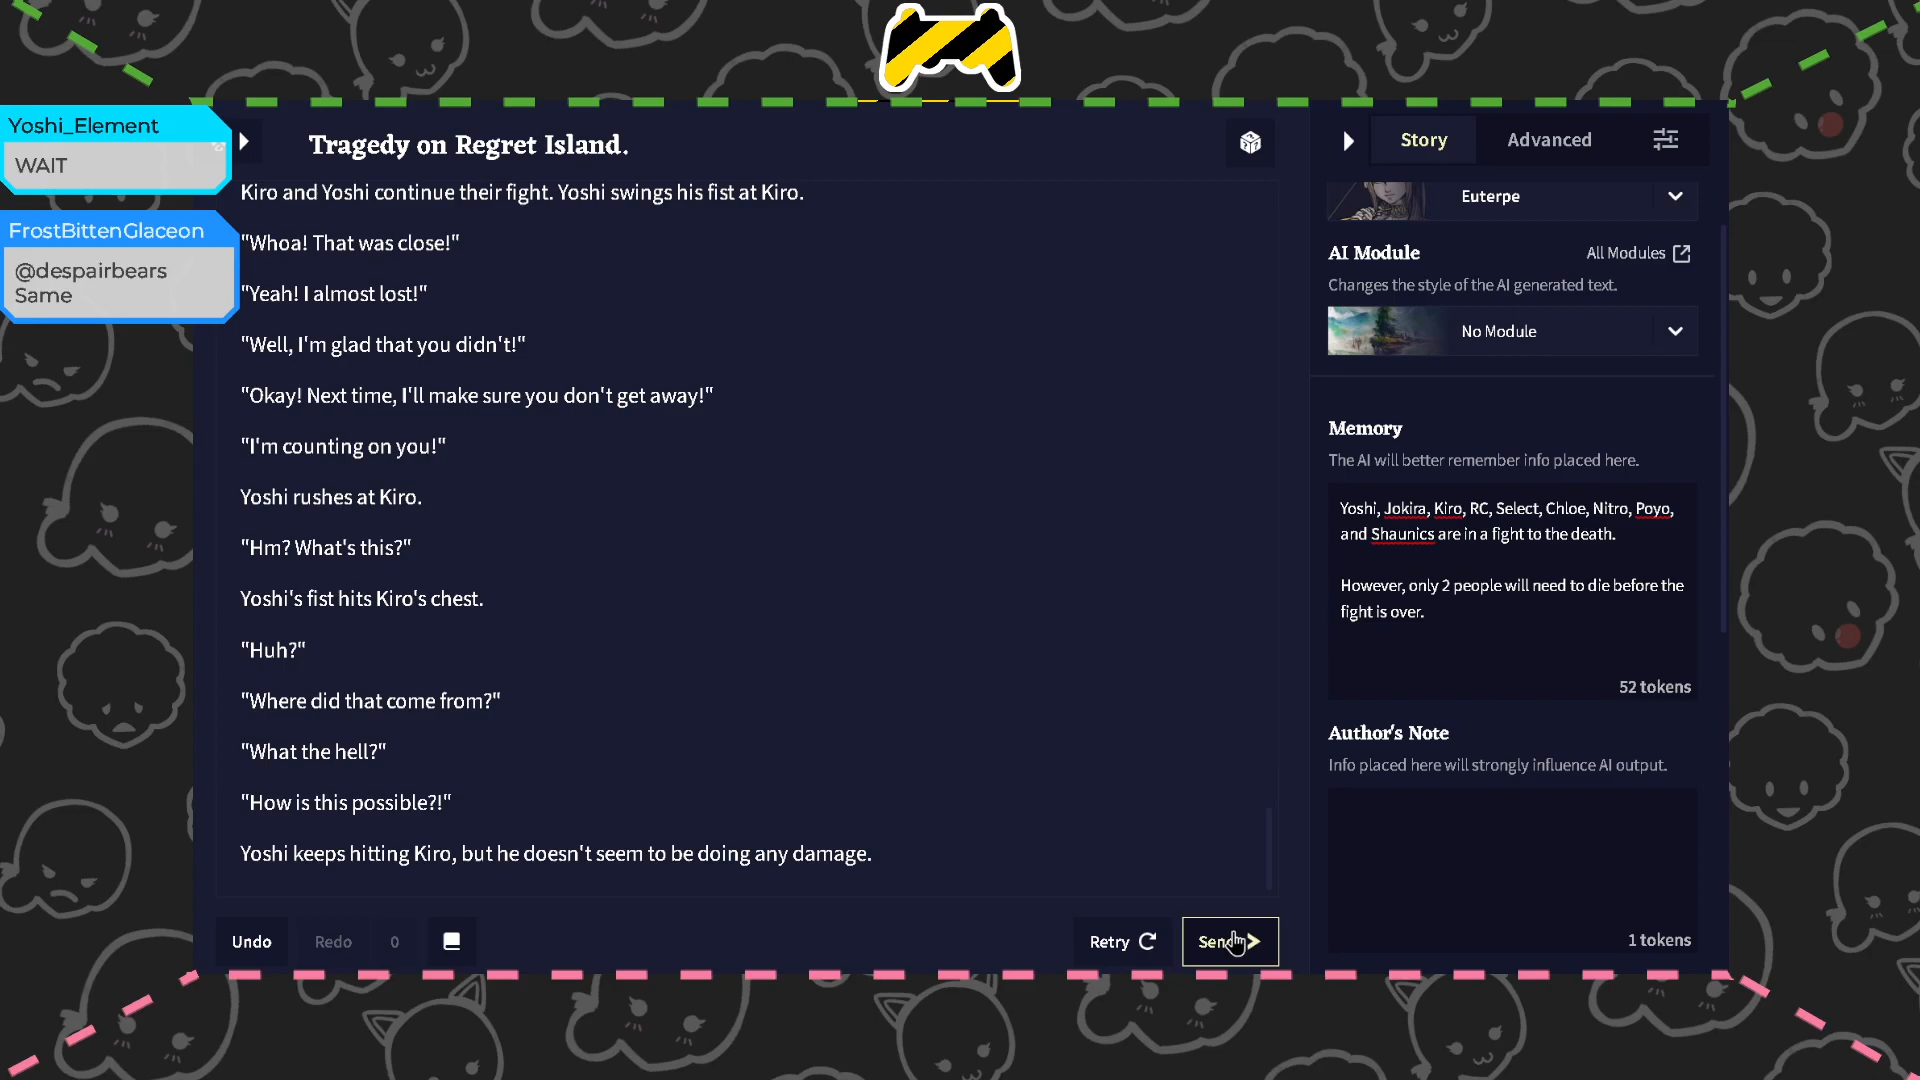 Yoshi_Element
WAIT
FrostBittenGlaceon
@despairbears
Same
Tragedy on Regret Island.
Kiro and Yoshi continue their fight. Yoshi swings his fist at Kiro.
"Whoa! That was close!"
"Yeah! I almost lost!"
"Well, I'm glad that you didn't!"
"Okay! Next time, I'll make sure you don't get away!"
"I'm counting on you!"
Yoshi rushes at Kiro.
"Hm? What's this?"
Yoshi's fist hits Kiro's chest.
"Huh?"
"Where did that come from?"
"What the hell?"
"How is this possible?!"
Yoshi keeps hitting Kiro, but he doesn't seem to be doing any damage.
Undo
Redo
0
Retry
Send
Story
Advanced
Euterpe
AI Module
All Modules
Changes the style of the AI generated text.
No Module
Memory
The AI will better remember info placed here.
Yoshi, Jokira, Kiro, RC, Select, Chloe, Nitro, Poyo,
and Shaunics are in a fight to the death.
However, only 2 people will need to die before the
fight is over.
52 tokens
Author's Note
Info placed here will strongly influence AI output.
1 tokens